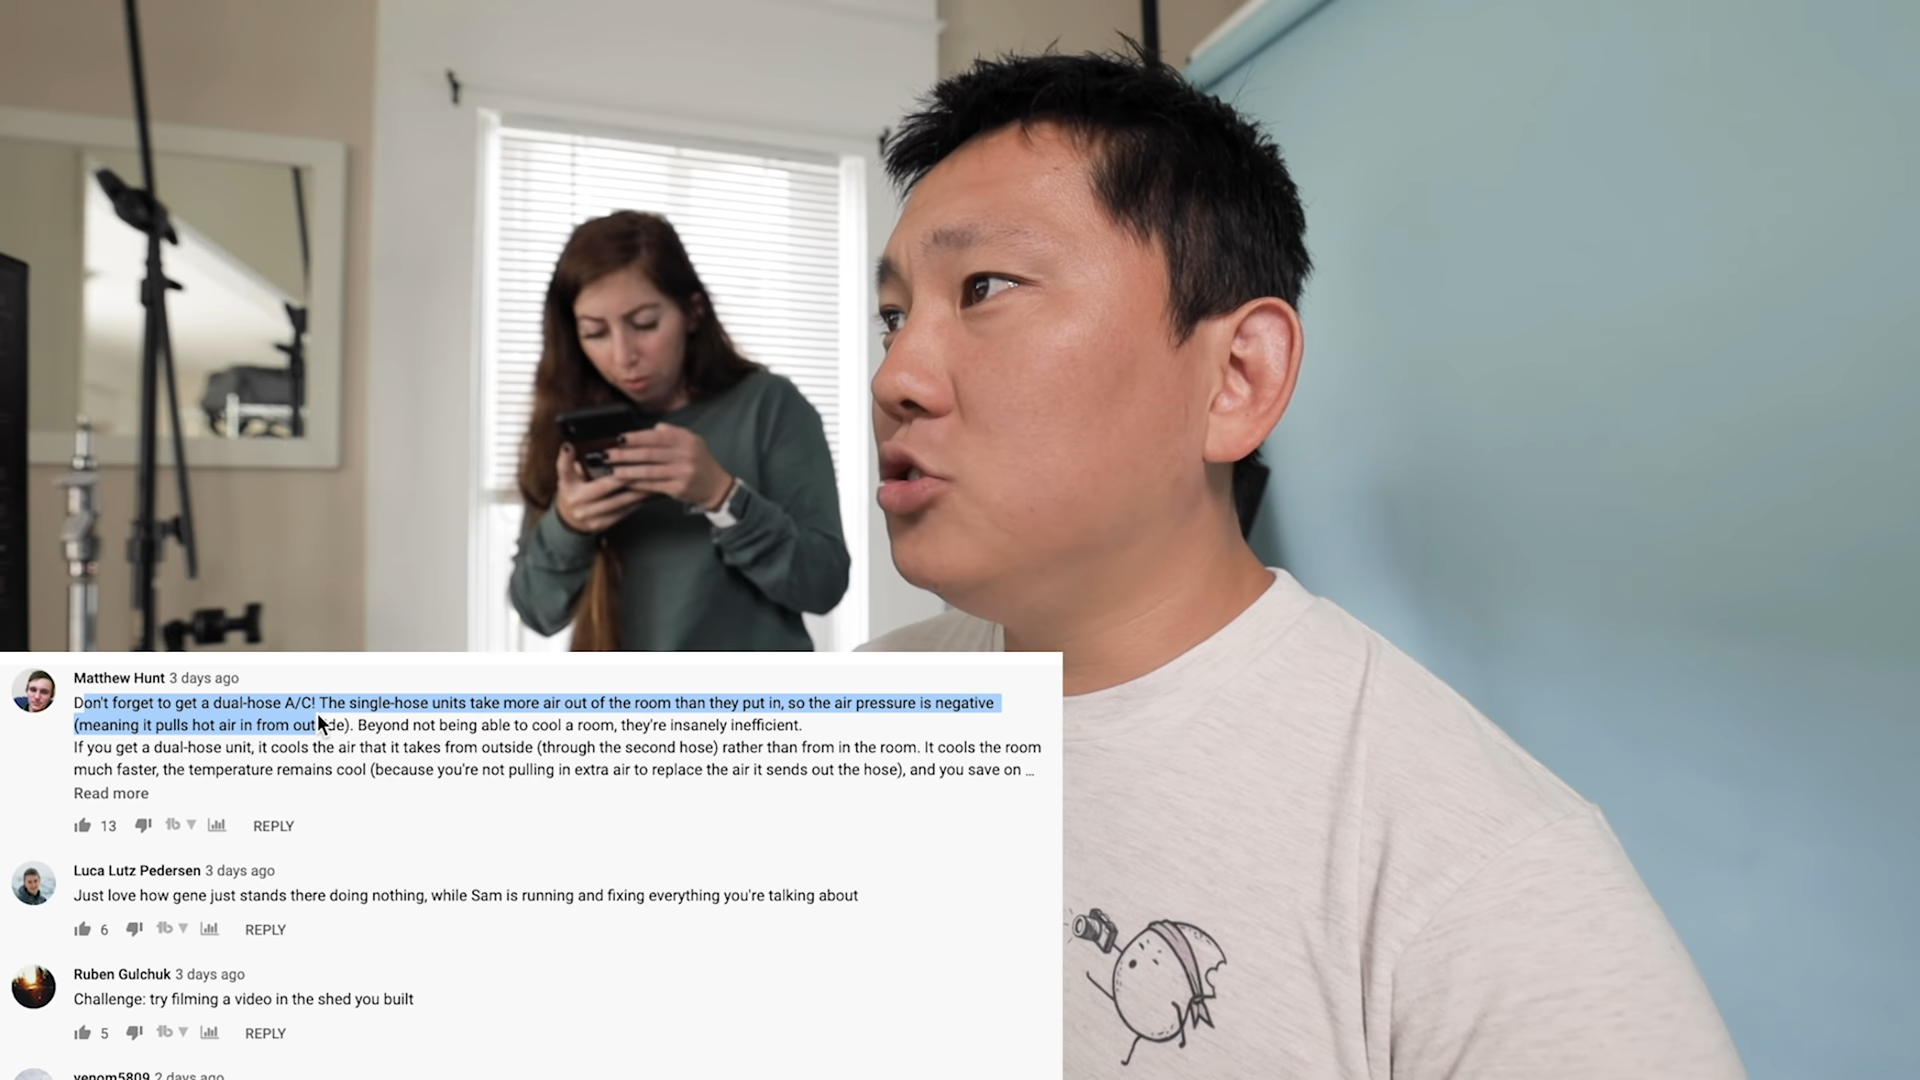 Matthew Hunt 3 days ago
Don't forget to get a dual-hose A/C! The single-hose units take more air out of the room than they put in, so the air pressure is negative
(meaning it pulls hot air in from outside). Beyond not being able to cool a room, they're insanely inefficient.
If you get a dual-hose unit, it cools the air that it takes from outside (through the second hose) rather than from in the room. It cools the room
much faster, the temperature remains cool (because you're not pulling in extra air to replace the air it sends out the hose), and you save on ...
Read more
13 tb REPLY
Luca Lutz Pedersen 3 days ago
Just love how gene just stands there doing nothing, while Sam is running and fixing everything you're talking about
6 tb REPLY
Ruben Gulchuk 3 days ago
Challenge: try filming a video in the shed you built
5 tb REPLY
venom5809 2 days ago